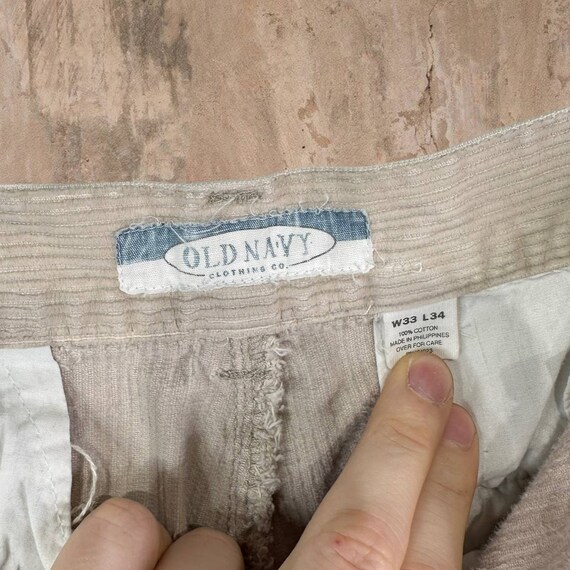 OLD NAVY
CLOTHING CO.
W33 L34
100% COTTON
MADE IN PHILIPPINES
OVER FOR CARE